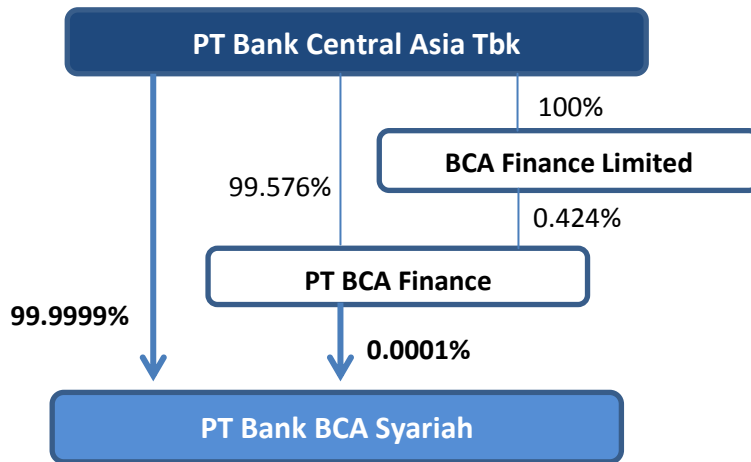 PT Bank Central Asia Tbk
100%
BCA Finance Limited
99.576%
0.424%
PT BCA Finance
99.9999%
0.0001%
PT Bank BCA Syariah